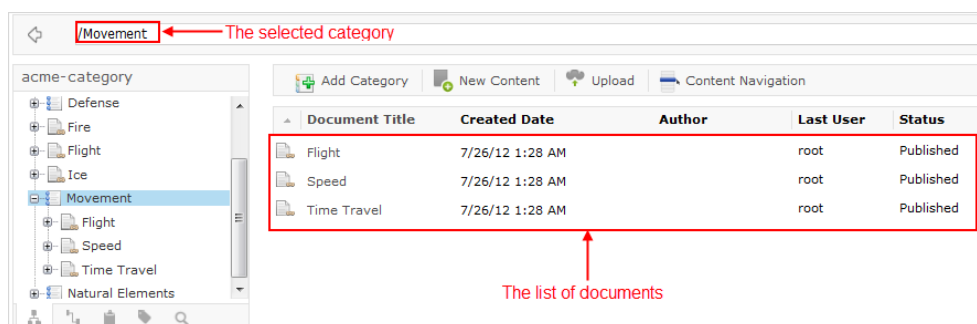 /Movement
The selected category
acme-category
Defense
Fire
Flight
Ice
Movement
Flight
Speed
Time Travel
Natural Elements
Add Category New Content Upload Content Navigation
Document Title Created Date Author Last User Status
Flight 7/26/12 1:28 AM root Published
Speed 7/26/12 1:28 AM root Published
Time Travel 7/26/12 1:28 AM root Published
The list of documents